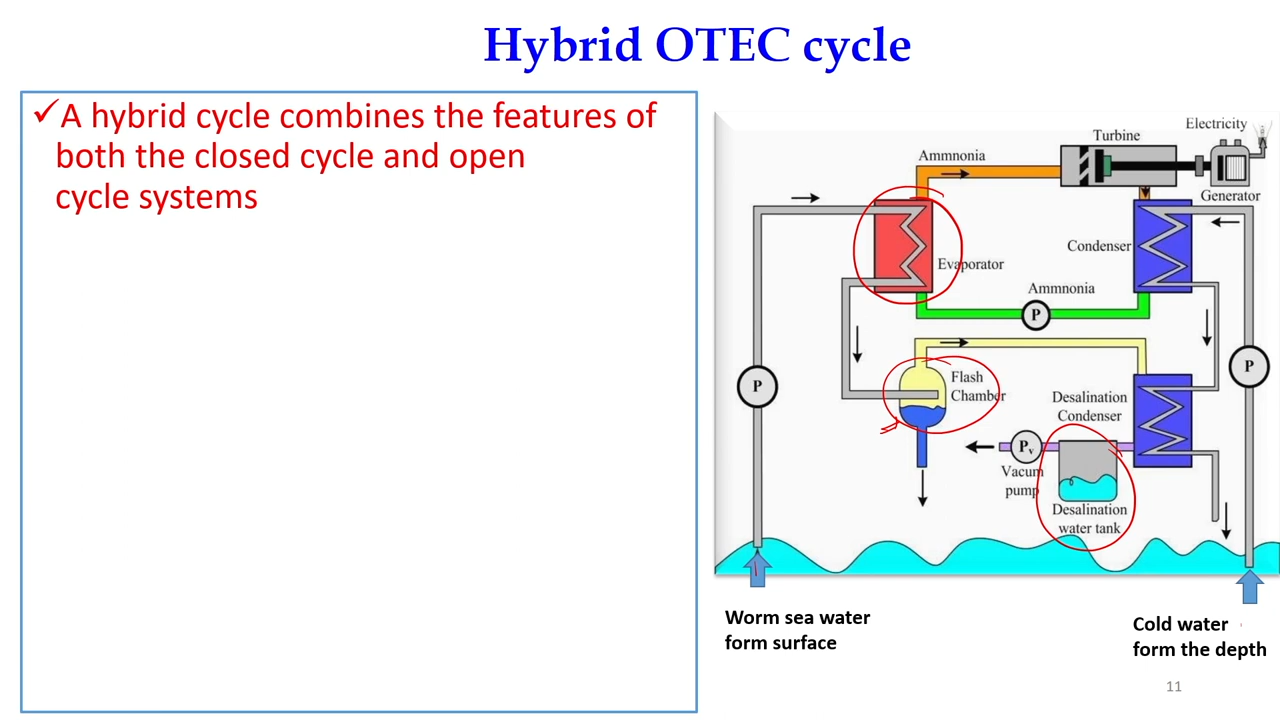 Hybrid OTEC cycle
✓A hybrid cycle combines the features of
both the closed cycle and open
cycle systems
Electricity
Turbine
Ammnonia
Generator
Condenser
Evaporator
Ammnonia
P
P
P
Flash
Chamber
Desalination
Condenser
Pv
Vacum
pump
Desalination
water tank
Worm sea water
form surface
Cold water
form the depth
11